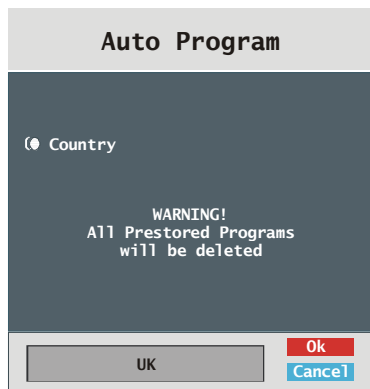 Auto Program
Country
WARNING!
All Prestored Programs
will be deleted
UK
Ok
Cancel